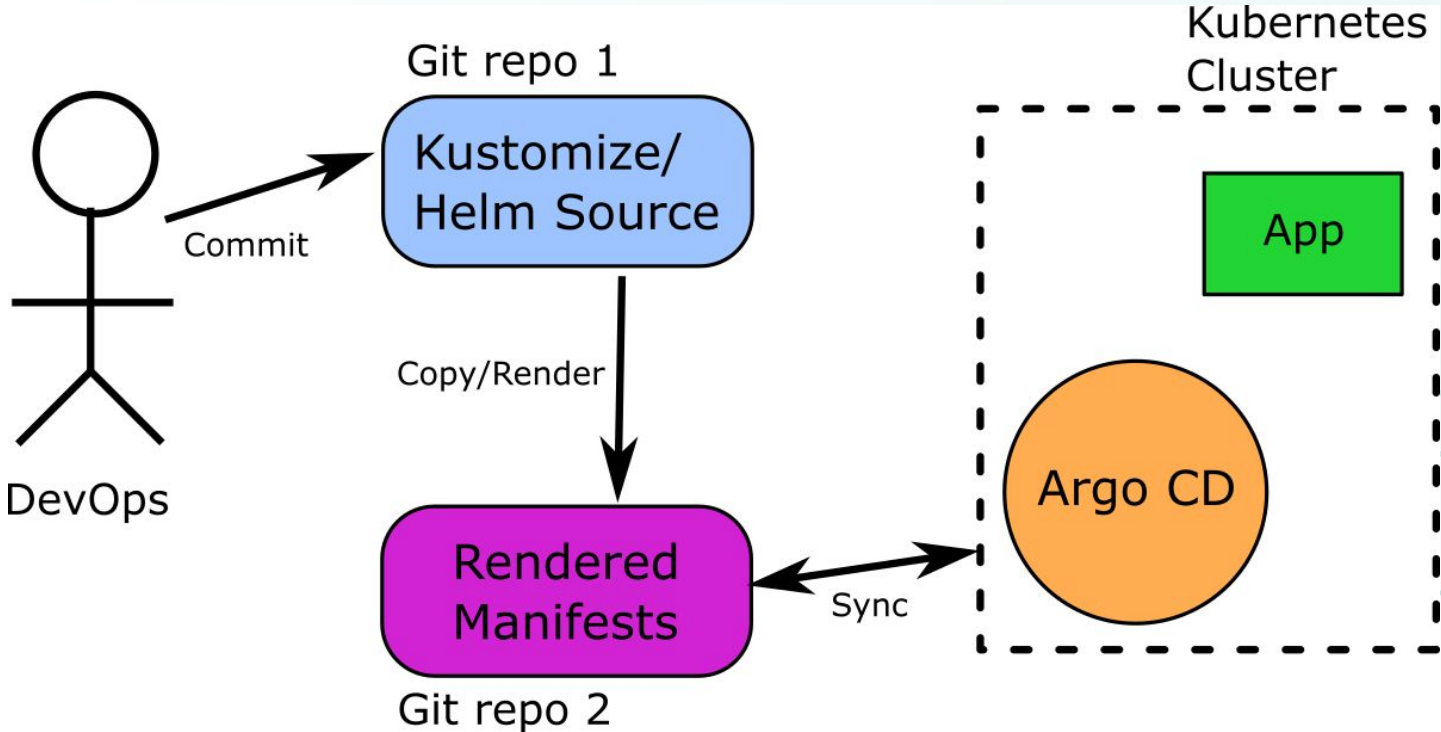 Git repo 1
Kubernetes
Cluster
Kustomize/
Helm Source
Commit
App
Copy/Render
DevOps
Argo CD
Rendered
Manifests
Sync
Git repo 2